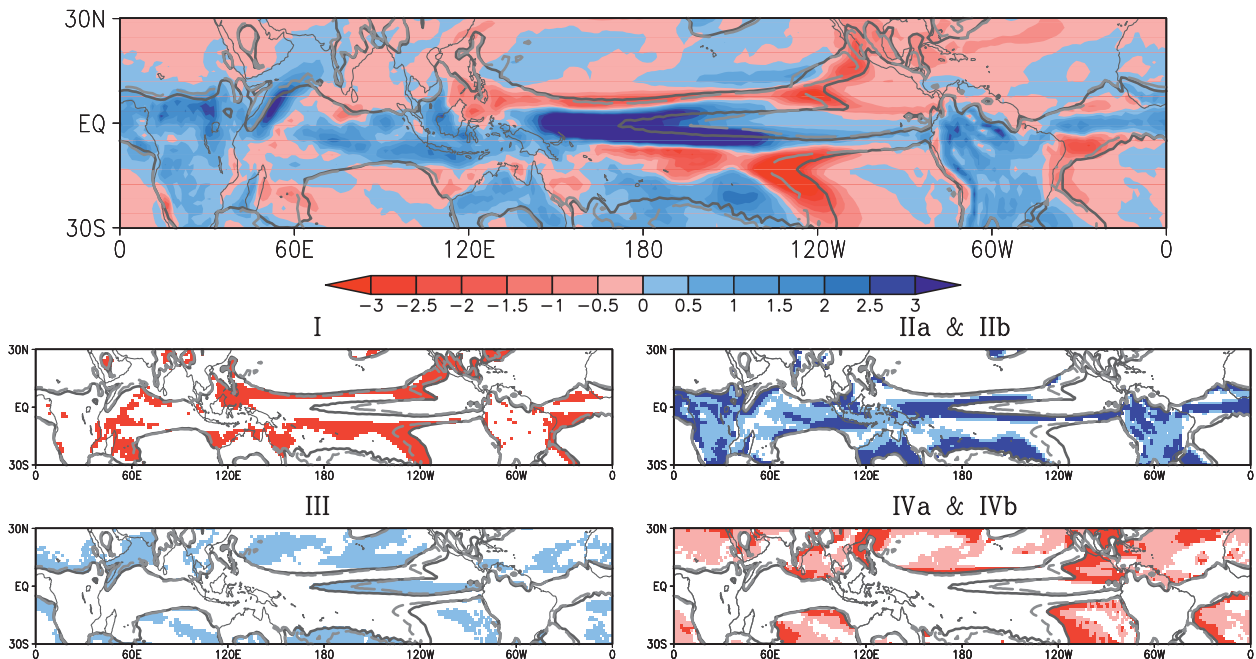 30N
EQ
30S
0 60E 120E 180 120W 60W 0
−3 −2.5 −2 −1.5 −1 −0.5 0 0.5 1 1.5 2 2.5 3
I IIa & IIb
30N 30N
EQ EQ
30S 30S
0 60E 120E 180 120W 60W 0 0 60E 120E 180 120W 60W 0
III IVa & IVb
30N 30N
EQ EQ
30S 30S
0 60E 120E 180 120W 60W 0 0 60E 120E 180 120W 60W 0